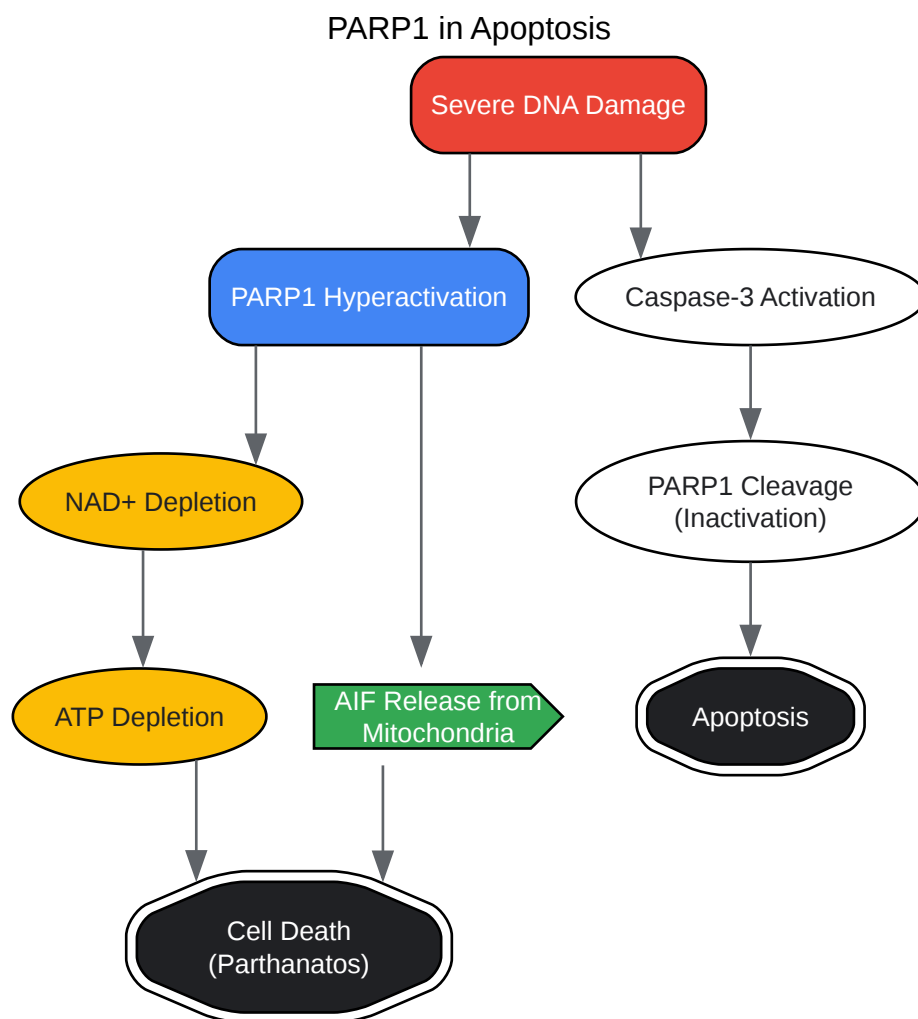 PARP1 in Apoptosis
Severe DNA Damage
PARP1 Hyperactivation
Caspase-3 Activation
NAD+ Depletion
PARP1 Cleavage
(Inactivation)
ATP Depletion
AIF Release from
Mitochondria
Apoptosis
Cell Death
(Parthanatos)